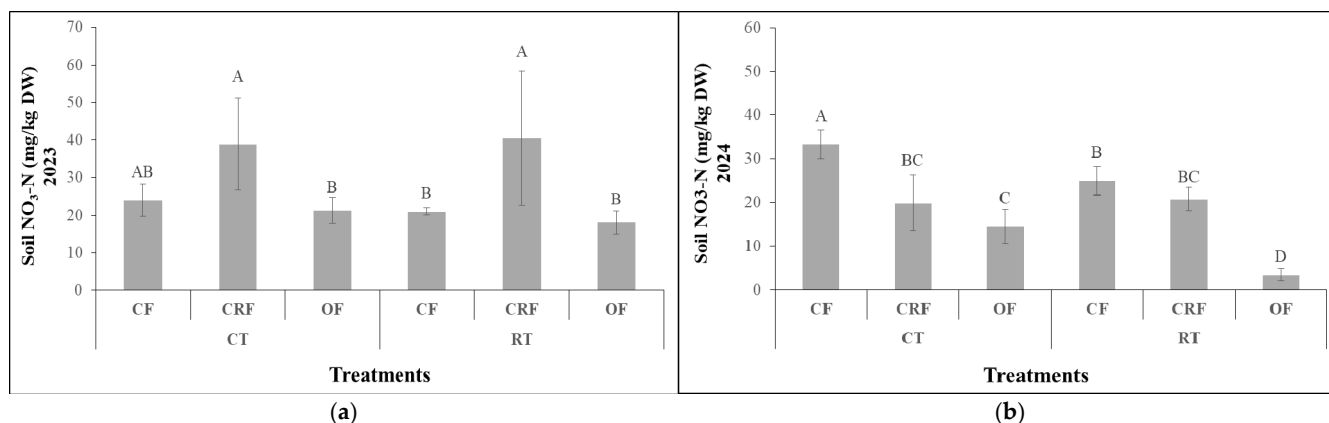 Soil NO₃-N (mg/kg DW)
2023
70
60
50
40
30
20
10
0
AB
A
B
B
A
B
CF CRF OF CF CRF OF
CT RT
Treatments
(a)
Soil NO3-N (mg/kg DW)
2024
60
50
40
30
20
10
0
A
BC
C
B
BC
D
CF CRF OF CF CRF OF
CT RT
Treatments
(b)